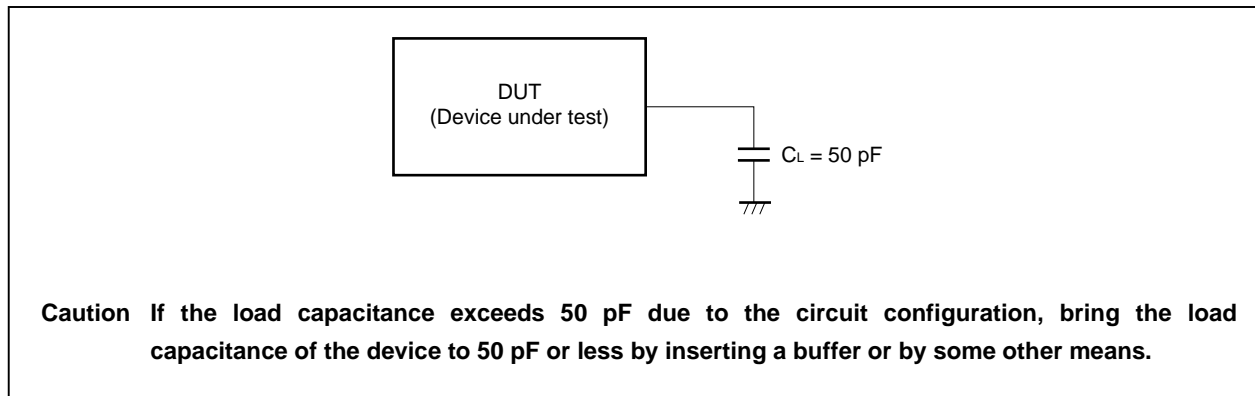 DUT
(Device under test)
CL = 50 pF
Caution If the load capacitance exceeds 50 pF due to the circuit configuration, bring the load
capacitance of the device to 50 pF or less by inserting a buffer or by some other means.